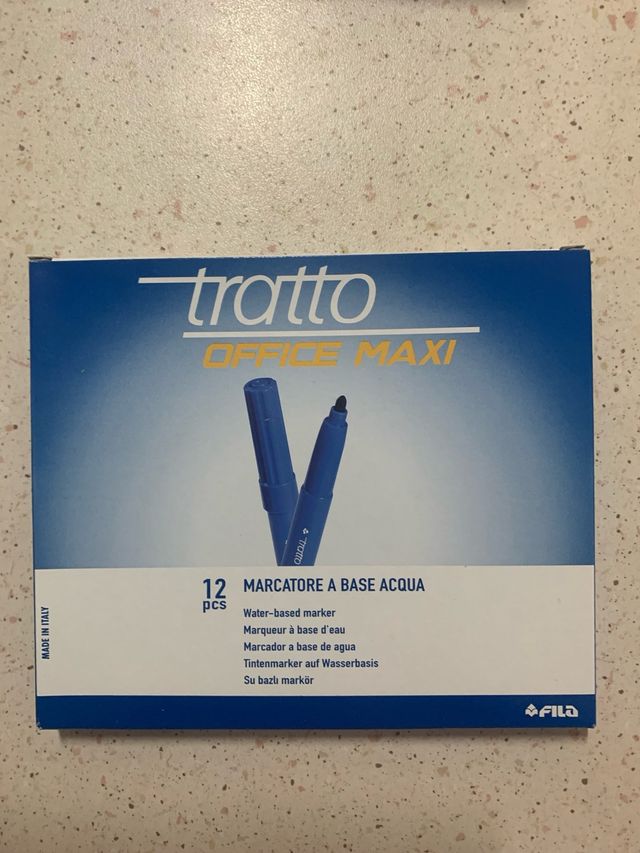 tratto
OFFICE MAXI
tratto
12 pcs
MARCATORE A BASE ACQUA
Water-based marker
Marqueur à base d'eau
Marcador a base de agua
Tintenmarker auf Wasserbasis
Su bazlı markör
MADE IN ITALY
FILA